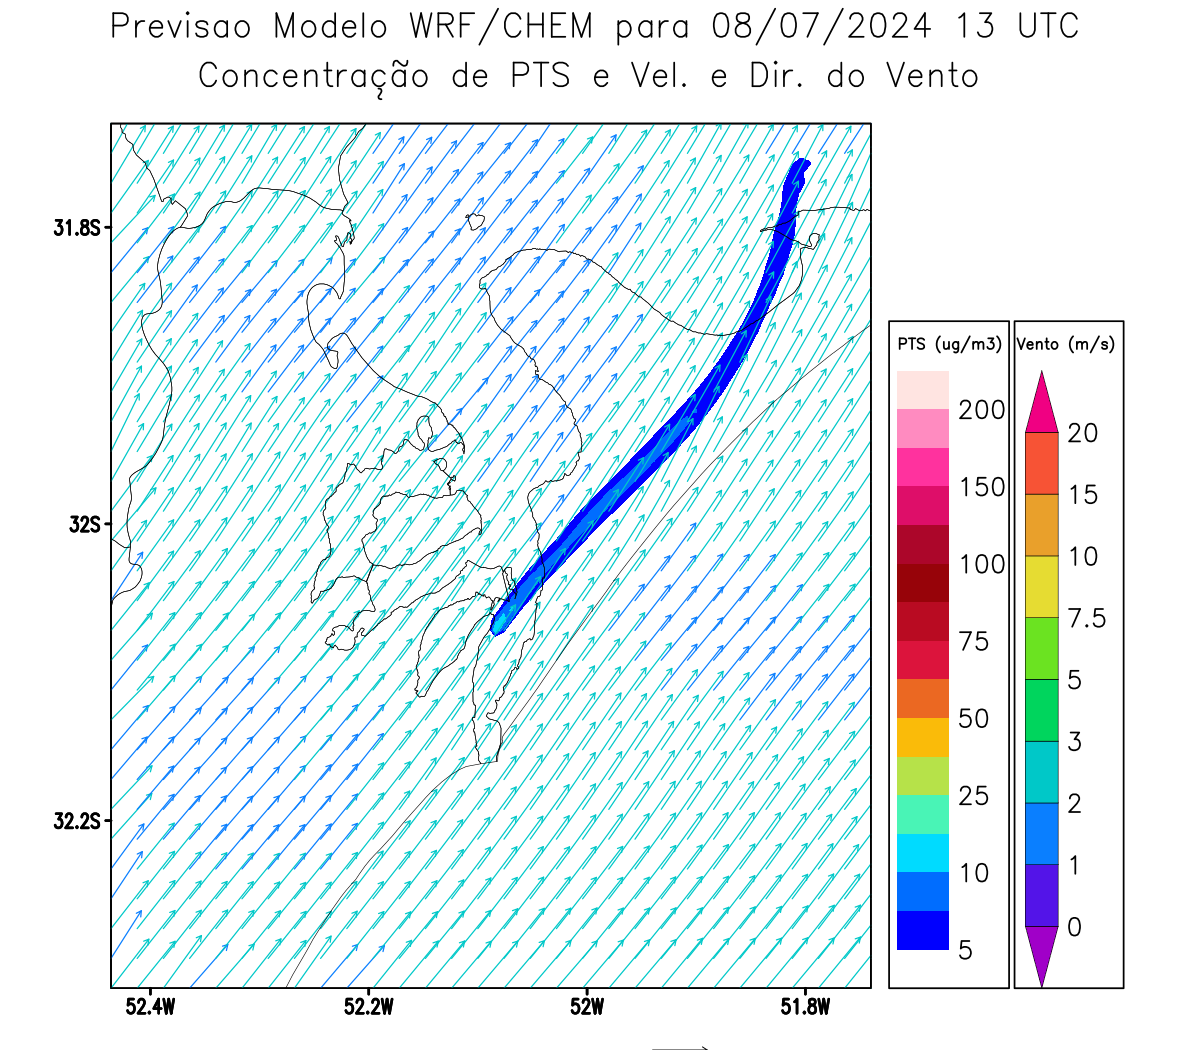 Previsao Modelo WRF/CHEM para 08/07/2024 13 UTC
Concentração de PTS e Vel. e Dir. do Vento
31.8S
32S
32.2S
52.4W 52.2W 52W 51.8W
PTS (ug/m3)
200
150
100
75
50
25
10
5
Vento (m/s)
20
15
10
7.5
5
3
2
1
0